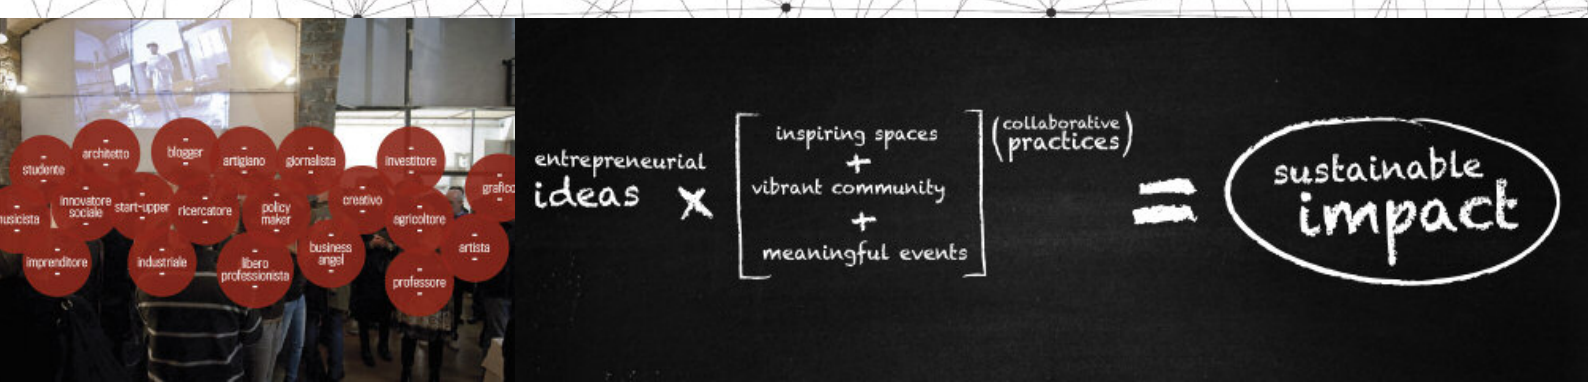 studente
architetto
blogger
artigiano
giornalista
investitore
grafico
musicista
innovatore
sociale
start-upper
ricercatore
policy
maker
creativo
agricoltore
imprenditore
industriale
libero
professionista
business
angel
professore
artista
entrepreneurial
ideas
x
[inspiring spaces
+
vibrant community
+
meaningful events]
(collaborative
practices)
=
sustainable
impact